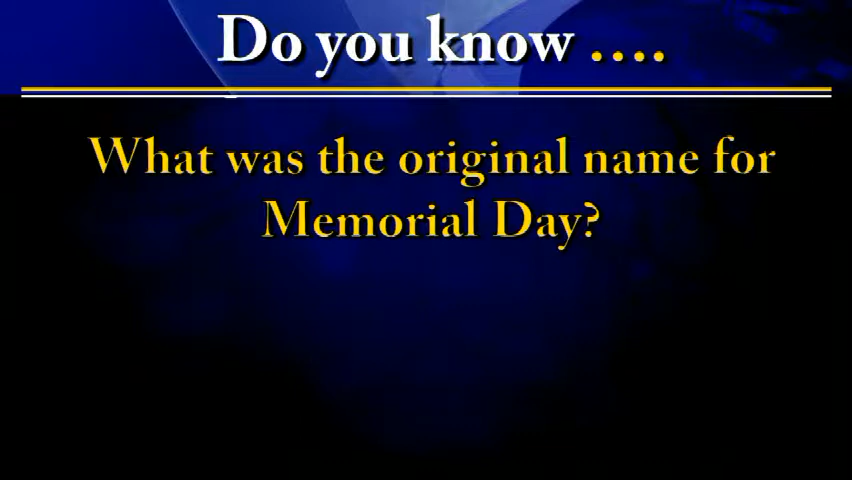 Do you know ....
What was the original name for
Memorial Day?